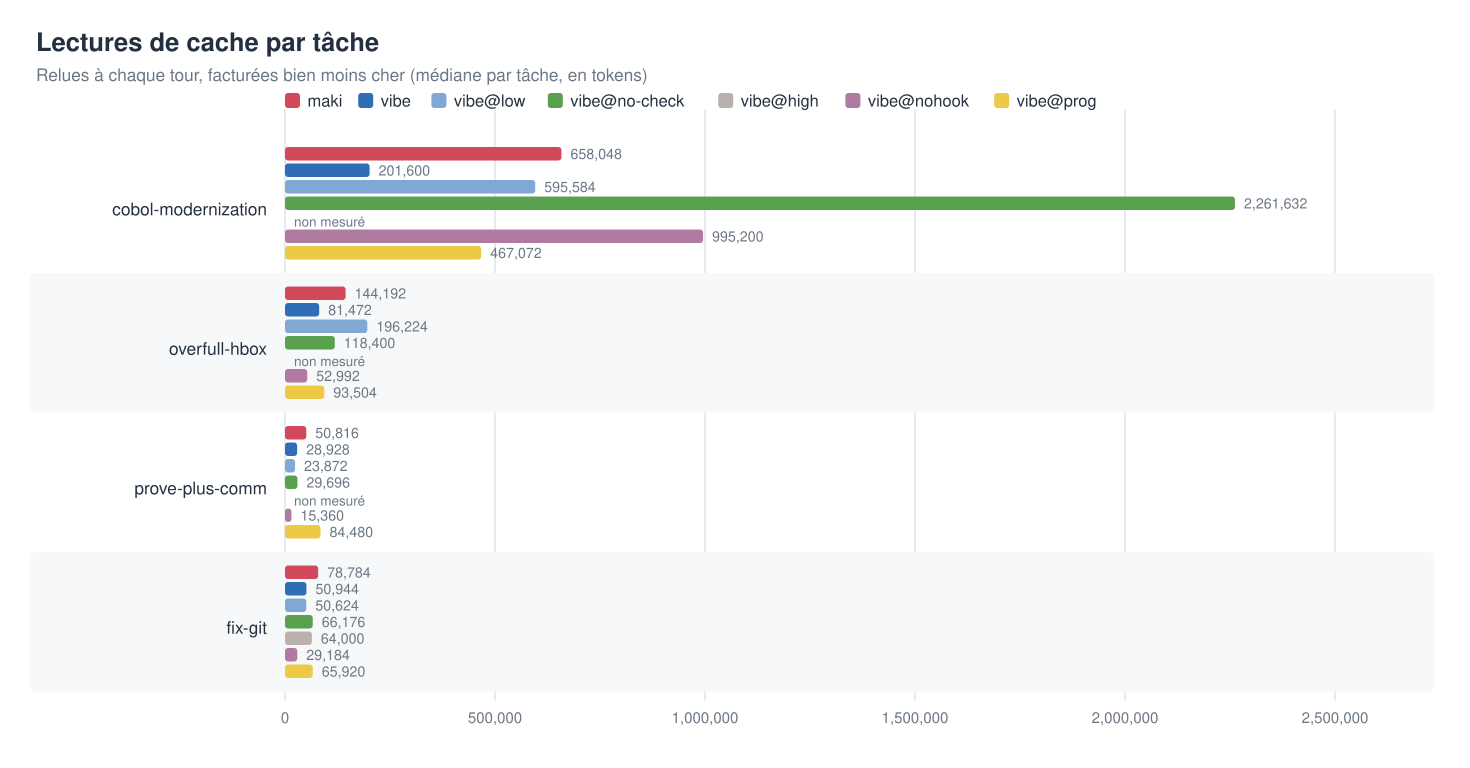 Lectures de cache par tâche
Relues à chaque tour, facturées bien moins cher (médiane par tâche, en tokens)
maki vibe vibe@low vibe@no-check vibe@high vibe@nohook vibe@prog
cobol-modernization
658,048
201,600
595,584
2,261,632
non mesuré
995,200
467,072
overfull-hbox
144,192
81,472
196,224
118,400
non mesuré
52,992
93,504
prove-plus-comm
50,816
28,928
23,872
29,696
non mesuré
15,360
84,480
fix-git
78,784
50,944
50,624
66,176
64,000
29,184
65,920
0 500,000 1,000,000 1,500,000 2,000,000 2,500,000